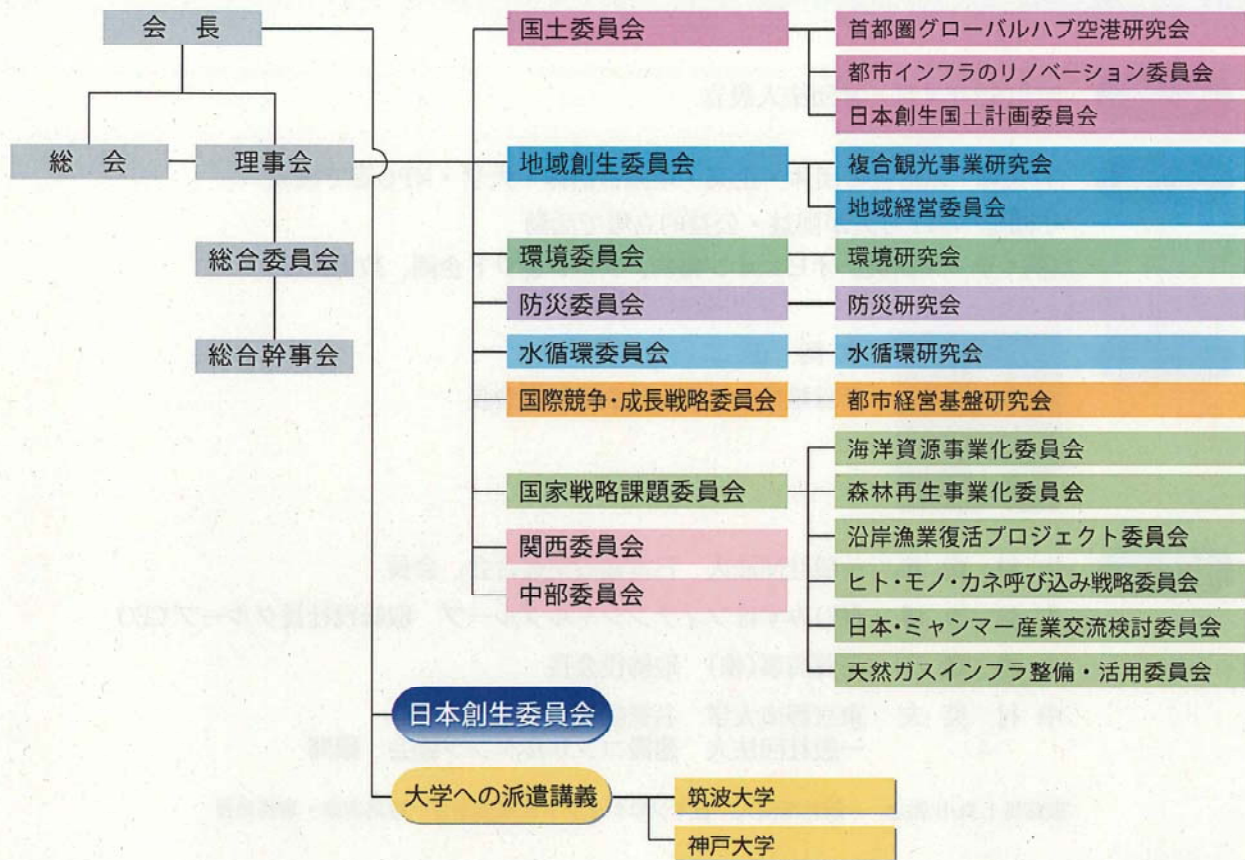 会長
総会
理事会
総合委員会
総合幹事会
国土委員会
首都圏グローバルハブ空港研究会
都市インフラのリノベーション委員会
日本創生国土計画委員会
地域創生委員会
複合観光事業研究会
地域経営委員会
環境委員会
環境研究会
防災委員会
防災研究会
水循環委員会
水循環研究会
国際競争・成長戦略委員会
都市経営基盤研究会
国家戦略課題委員会
海洋資源事業化委員会
森林再生事業化委員会
沿岸漁業復活プロジェクト委員会
ヒト・モノ・カネ呼び込み戦略委員会
日本・ミャンマー産業交流検討委員会
天然ガスインフラ整備・活用委員会
関西委員会
中部委員会
日本創生委員会
大学への派遣講義
筑波大学
神戸大学